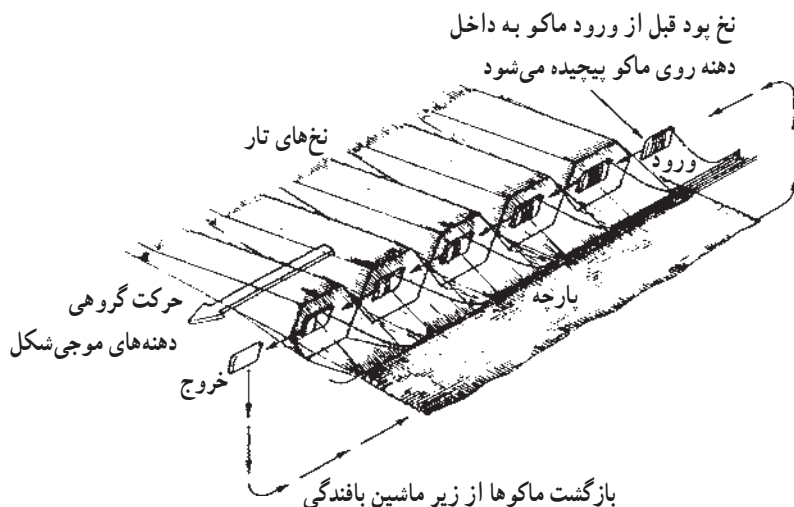 نخ پود قبل از ورود ماکو به داخل
دهنه روی ماکو پیچیده می‌شود
نخ‌های تار
ورود
پارچه
حرکت گروهی
دهنه‌های موجی‌شکل
خروج
بازگشت ماکوها از زیر ماشین بافندگی